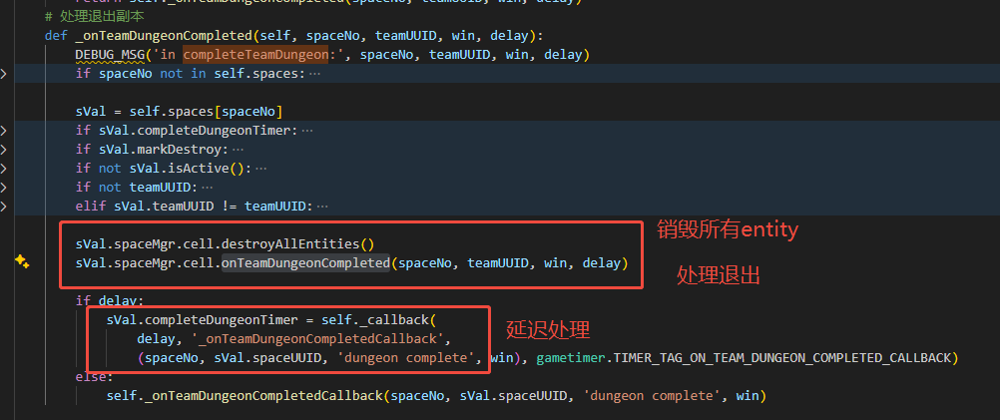 return self._onTeamDungeonCompleted(spaceNo, teamUUID, win, delay)
# 处理退出副本
def _onTeamDungeonCompleted(self, spaceNo, teamUUID, win, delay):
DEBUG_MSG('in completeTeamDungeon:', spaceNo, teamUUID, win, delay)
if spaceNo not in self.spaces:…
sVal = self.spaces[spaceNo]
if sVal.completeDungeonTimer:…
if sVal.markDestroy:…
if not sVal.isActive():…
if not teamUUID:…
elif sVal.teamUUID != teamUUID:…
销毁所有entity
sVal.spaceMgr.cell.destroyAllEntities()
sVal.spaceMgr.cell.onTeamDungeonCompleted(spaceNo, teamUUID, win, delay)
处理退出
if delay:
sVal.completeDungeonTimer = self._callback(
延迟处理
delay, '_onTeamDungeonCompletedCallback',
(spaceNo, sVal.spaceUUID, 'dungeon complete', win), gametimer.TIMER_TAG_ON_TEAM_DUNGEON_COMPLETED_CALLBACK)
else:
self._onTeamDungeonCompletedCallback(spaceNo, sVal.spaceUUID, 'dungeon complete', win)